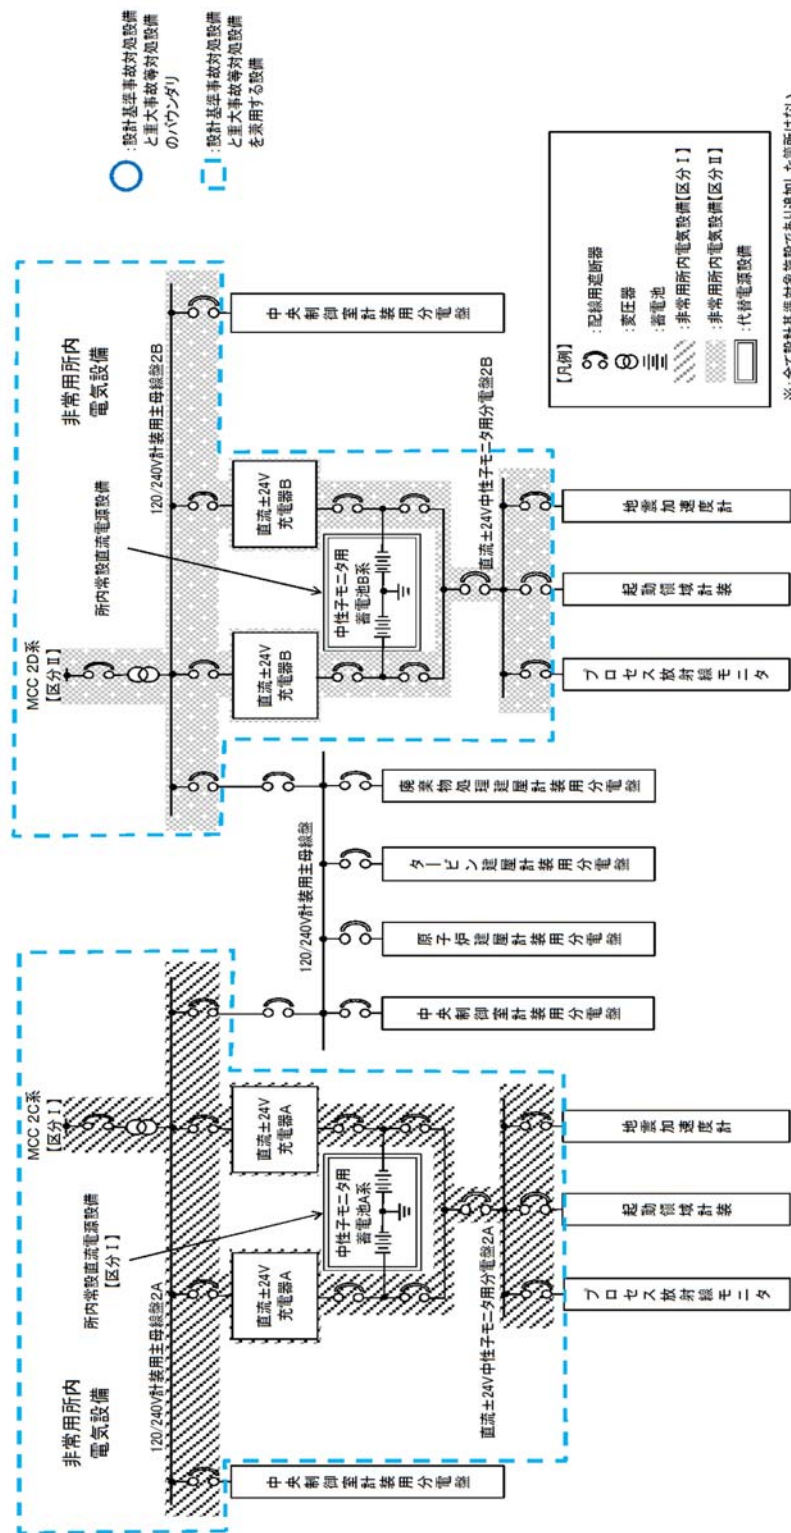 非常用所内
電気設備
所内常設直流電源設備
【区分Ⅰ】
MCC 2C系
【区分Ⅰ】
120/240V計装用主母線盤2A
直流±24V
充電器A
直流±24V
充電器A
中性子モニタ用
蓄電池A系
直流±24V中性子モニタ用分電盤2A
中央制御室計装用分電盤
プロセス放射線モニタ
起動領域計装
地震加速度計
120/240V計装用主母線盤
中央制御室計装用分電盤
原子炉建屋計装用分電盤
タービン建屋計装用分電盤
廃棄物処理建屋計装用分電盤
MCC 2D系
【区分Ⅱ】
所内常設直流電源設備
非常用所内
電気設備
120/240V計装用主母線盤2B
直流±24V
充電器B
直流±24V
充電器B
中性子モニタ用
蓄電池B系
直流±24V中性子モニタ用分電盤2B
中央制御室計装用分電盤
プロセス放射線モニタ
起動領域計装
地震加速度計
:設計基準事故対処設備
と重大事故等対処設備
のバウンダリ
:設計基準事故対処設備
と重大事故等対処設備
を兼用する設備
【凡例】
:配線用遮断器
:変圧器
:蓄電池
:非常用所内電気設備【区分Ⅰ】
:非常用所内電気設備【区分Ⅱ】
:代替電源設備